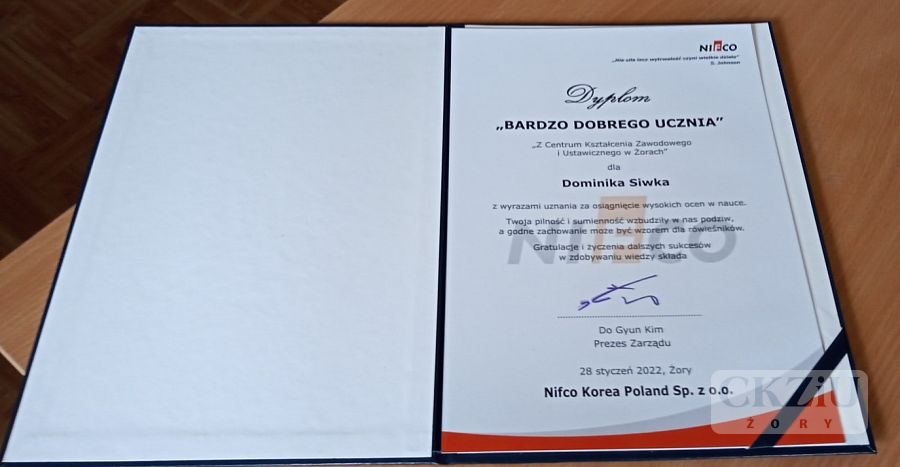 NIFCO
„Nie siła lecz wytrwałość czyni wielkie dzieła"
S. Johnson
Dyplom
„BARDZO DOBREGO UCZNIA"
„Z Centrum Kształcenia Zawodowego
i Ustawicznego w Żorach"
dla
Dominika Siwka
z wyrazami uznania za osiągnięcie wysokich ocen w nauce.
Twoja pilność i sumienność wzbudziły w nas podziw,
a godne zachowanie może być wzorem dla rówieśników.
Gratulacje i życzenia dalszych sukcesów
w zdobywaniu wiedzy składa
NIFCO
Do Gyun Kim
Prezes Zarządu
28 styczeń 2022, Żory
Nifco Korea Poland Sp. z o.o.
CKZiU
ŻORY